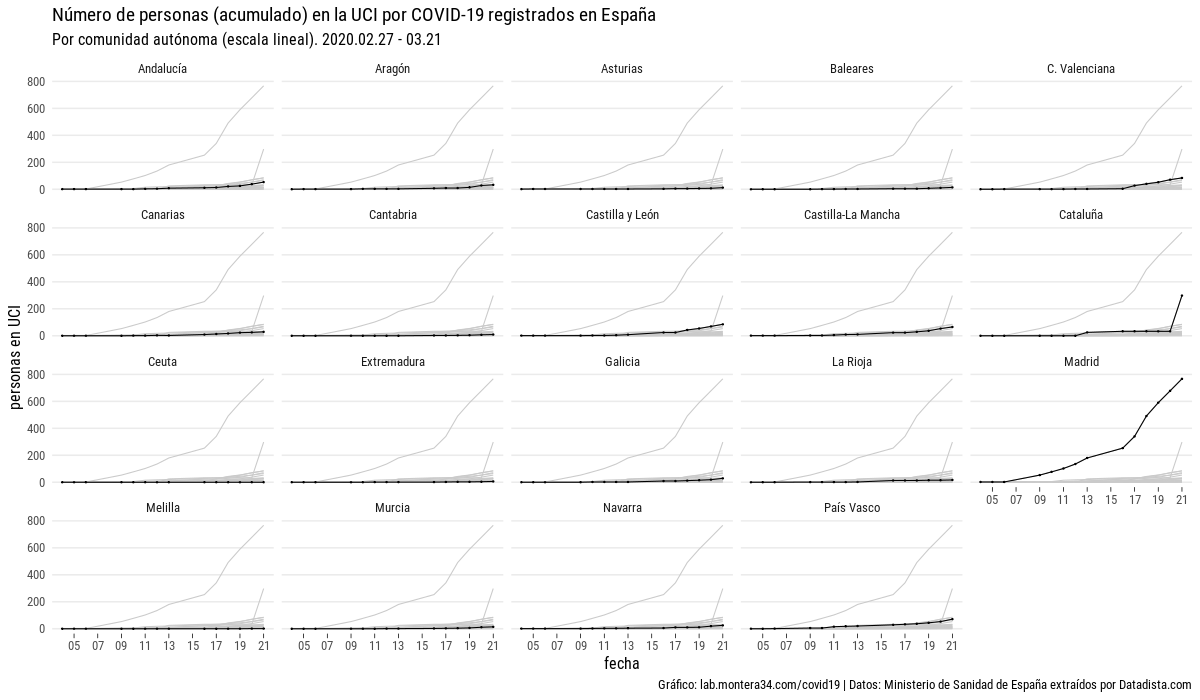 Número de personas (acumulado) en la UCI por COVID-19 registrados en España
Por comunidad autónoma (escala lineal). 2020.02.27 - 03.21
Andalucía Aragón Asturias Baleares C. Valenciana
800
600
400
200
0
Canarias Cantabria Castilla y León Castilla-La Mancha Cataluña
800
600
400
200
0
personas en UCI
Ceuta Extremadura Galicia La Rioja Madrid
800
600
400
200
0
05 07 09 11 13 15 17 19 21
Melilla Murcia Navarra País Vasco
800
600
400
200
0
05 07 09 11 13 15 17 19 21 05 07 09 11 13 15 17 19 21 05 07 09 11 13 15 17 19 21 05 07 09 11 13 15 17 19 21
fecha
Gráfico: lab.montera34.com/covid19 | Datos: Ministerio de Sanidad de España extraídos por Datadista.com